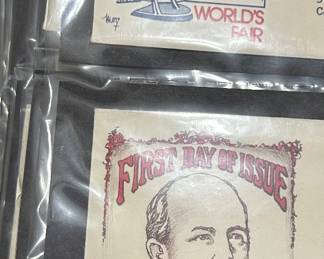 WORLD'S
FAIR
FIRST DAY OF ISSUE